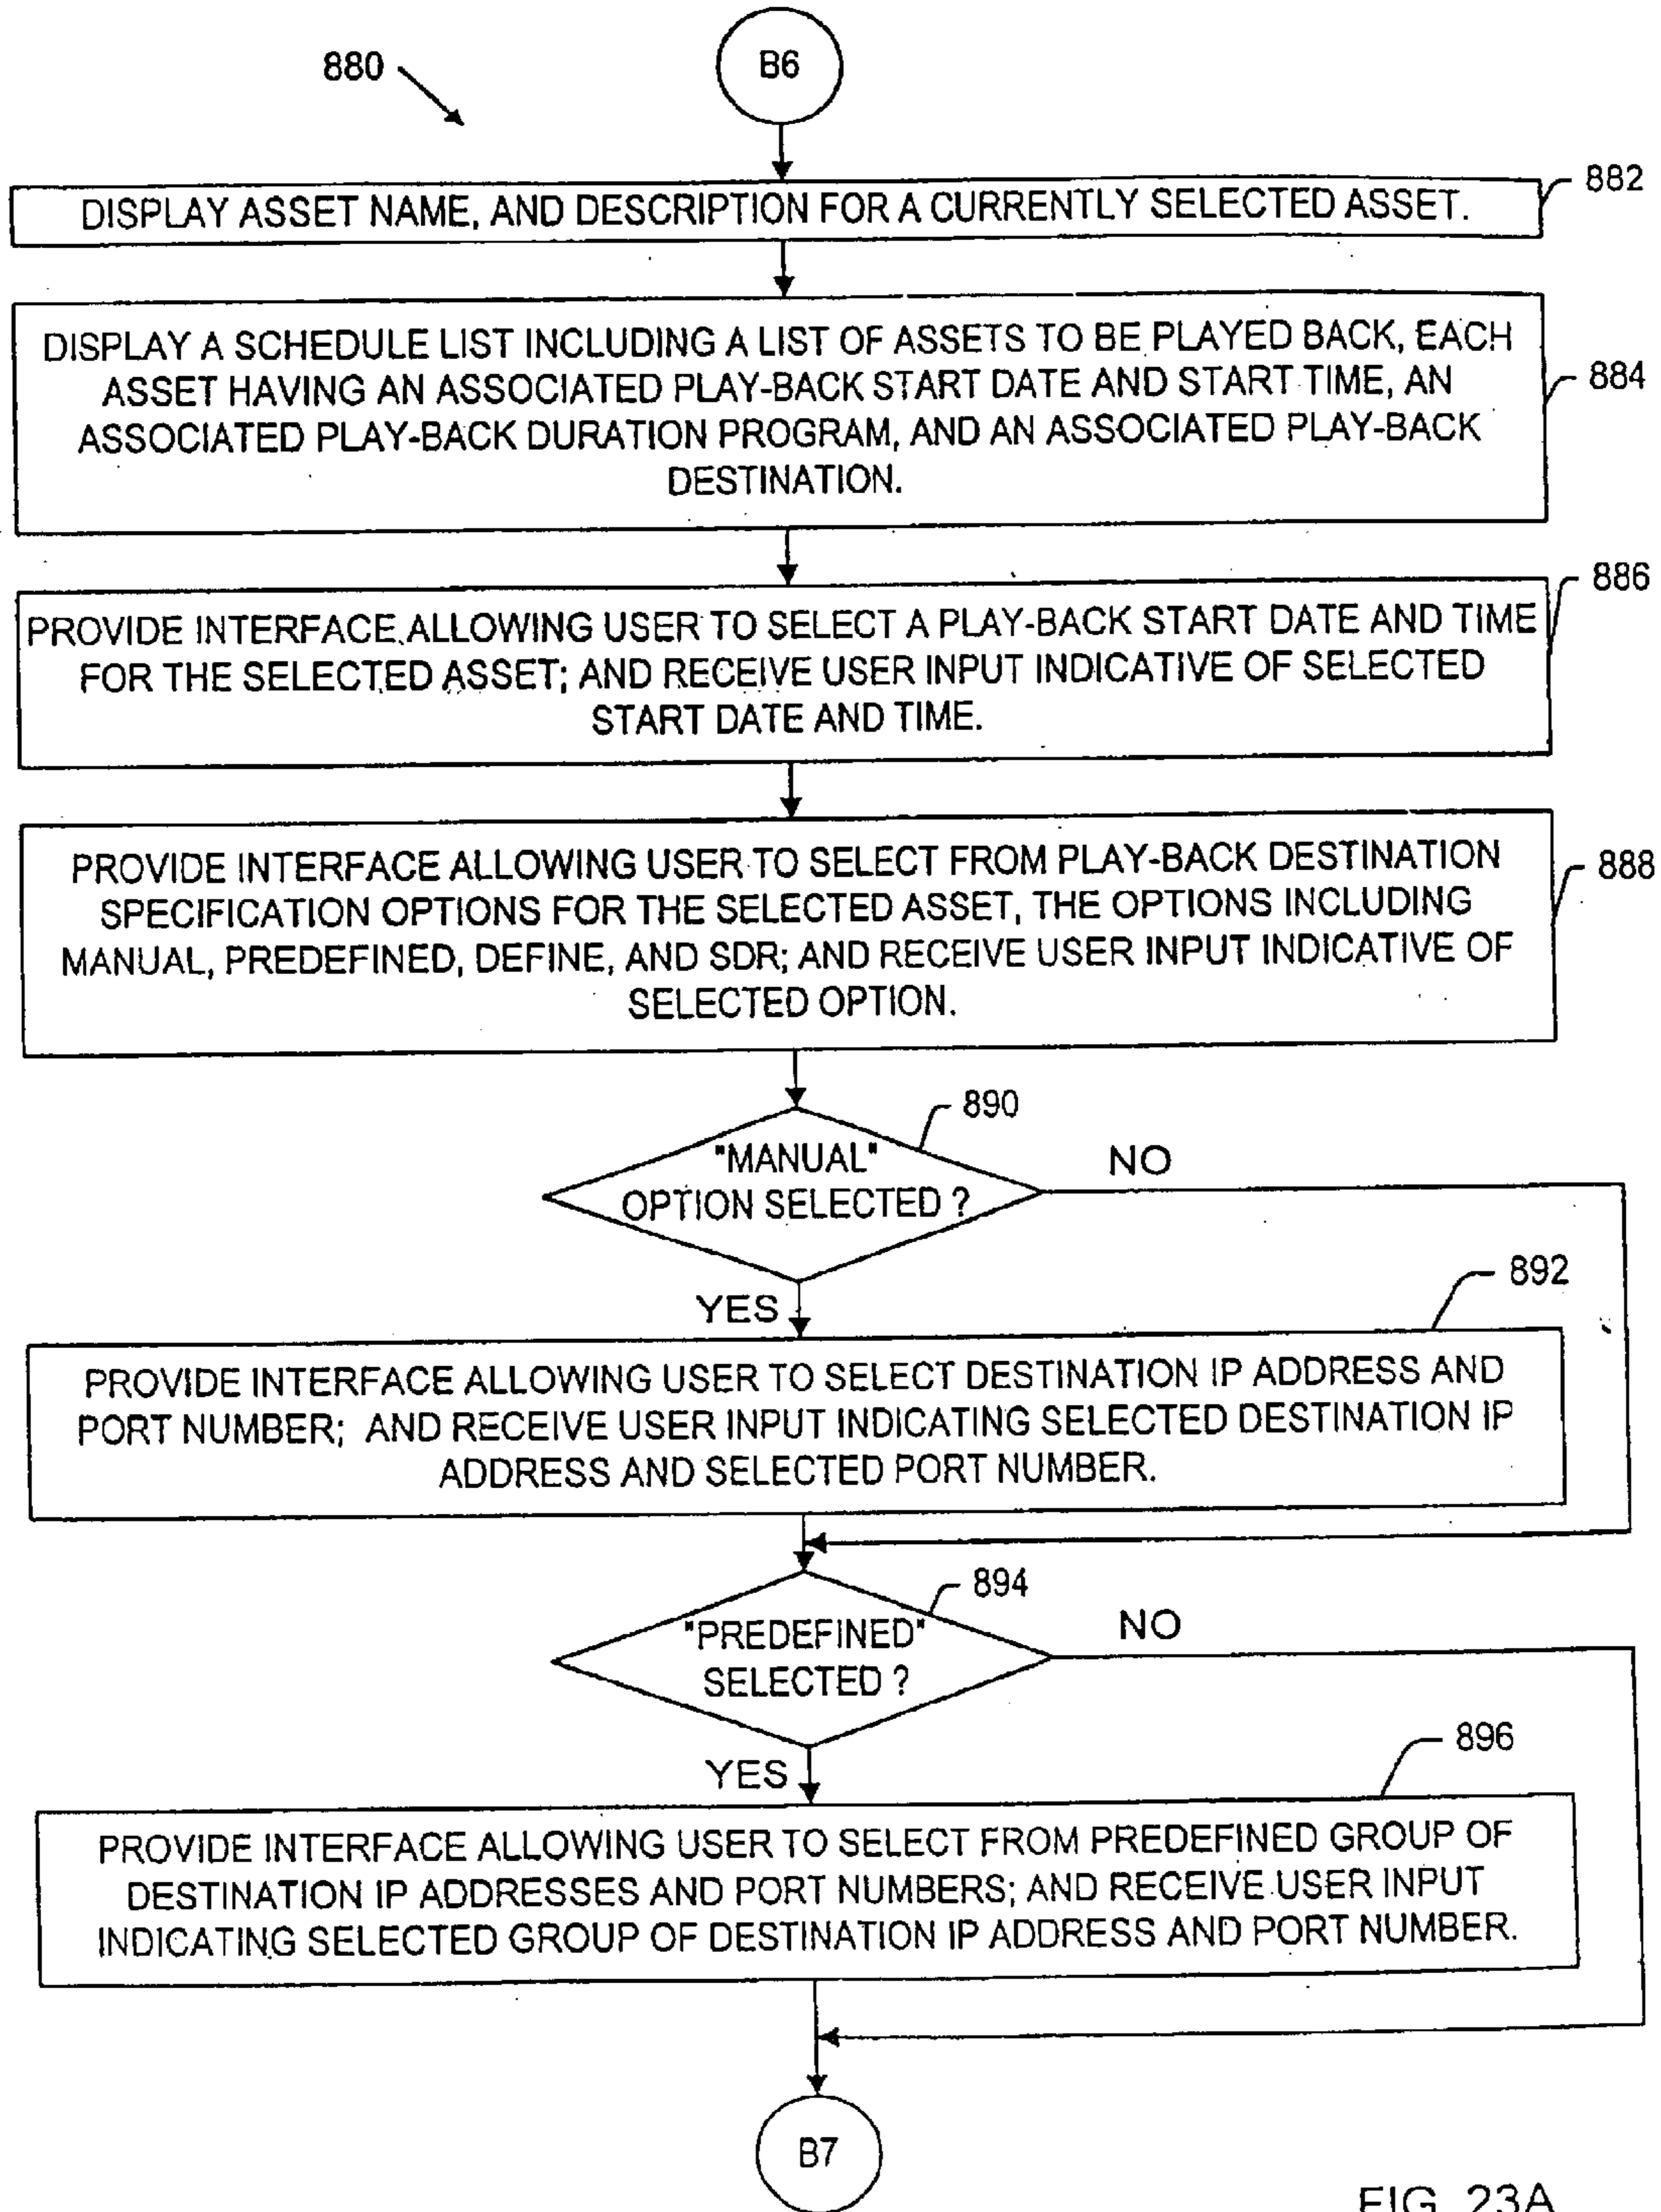 B6
880
882
DISPLAY ASSET NAME, AND DESCRIPTION FOR A CURRENTLY SELECTED ASSET.
DISPLAY A SCHEDULE LIST INCLUDING A LIST OF ASSETS TO BE PLAYED BACK, EACH
ASSET HAVING AN ASSOCIATED PLAY-BACK START DATE AND START TIME, AN
ASSOCIATED PLAY-BACK DURATION PROGRAM, AND AN ASSOCIATED PLAY-BACK
DESTINATION.
884
886
PROVIDE INTERFACE ALLOWING USER TO SELECT A PLAY-BACK START DATE AND TIME
FOR THE SELECTED ASSET; AND RECEIVE USER INPUT INDICATIVE OF SELECTED
START DATE AND TIME.
PROVIDE INTERFACE ALLOWING USER TO SELECT FROM PLAY-BACK DESTINATION
SPECIFICATION OPTIONS FOR THE SELECTED ASSET, THE OPTIONS INCLUDING
MANUAL, PREDEFINED, DEFINE, AND SDR; AND RECEIVE USER INPUT INDICATIVE OF
SELECTED OPTION.
888
890
"MANUAL"
OPTION SELECTED ?
NO
YES
892
PROVIDE INTERFACE ALLOWING USER TO SELECT DESTINATION IP ADDRESS AND
PORT NUMBER; AND RECEIVE USER INPUT INDICATING SELECTED DESTINATION IP
ADDRESS AND SELECTED PORT NUMBER.
894
"PREDEFINED"
SELECTED ?
NO
YES
896
PROVIDE INTERFACE ALLOWING USER TO SELECT FROM PREDEFINED GROUP OF
DESTINATION IP ADDRESSES AND PORT NUMBERS; AND RECEIVE USER INPUT
INDICATING SELECTED GROUP OF DESTINATION IP ADDRESS AND PORT NUMBER.
B7
FIG. 23A